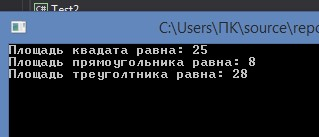 Test2
C:\Users\ПК\source\repo
Площадь квадата равна: 25
Площадь прямоугольника равна: 8
Площадь треуголтника равна: 28